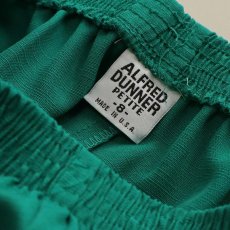 ALFRED
DUNNER
PETITE
-8-
MADE IN U.S.A.